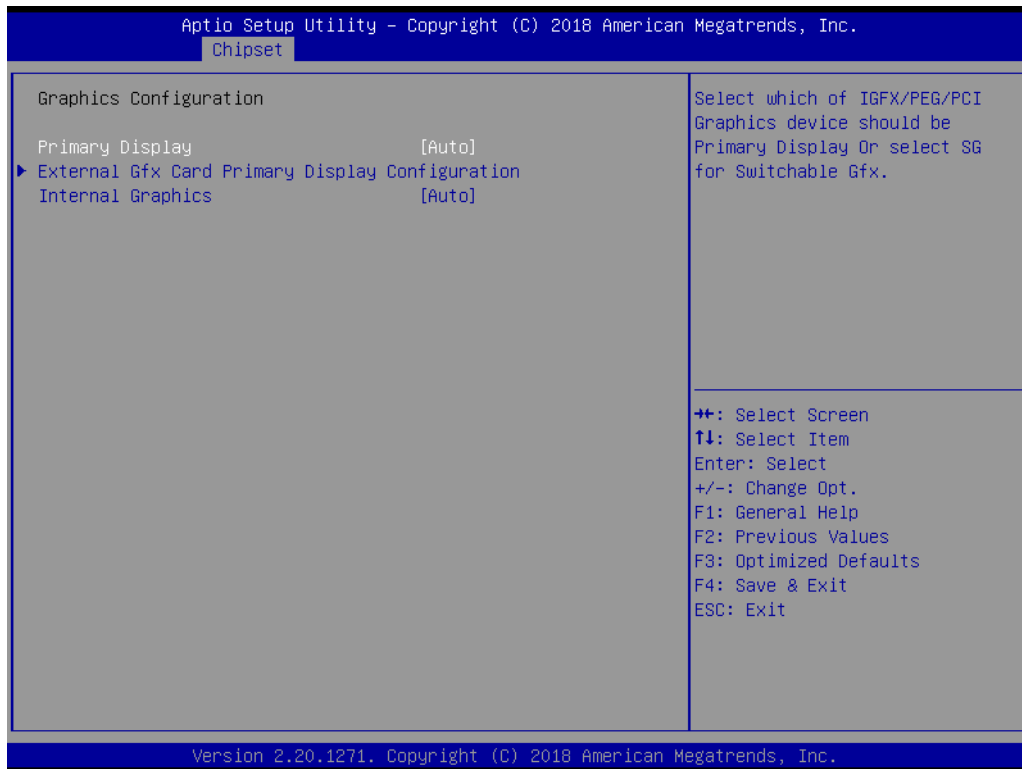 Aptio Setup Utility – Copyright (C) 2018 American Megatrends, Inc.
Chipset
Graphics Configuration
Primary Display [Auto]
External Gfx Card Primary Display Configuration
Internal Graphics [Auto]
Select which of IGFX/PEG/PCI
Graphics device should be
Primary Display Or select SG
for Switchable Gfx.
→←: Select Screen
↑↓: Select Item
Enter: Select
+/-: Change Opt.
F1: General Help
F2: Previous Values
F3: Optimized Defaults
F4: Save & Exit
ESC: Exit
Version 2.20.1271. Copyright (C) 2018 American Megatrends, Inc.